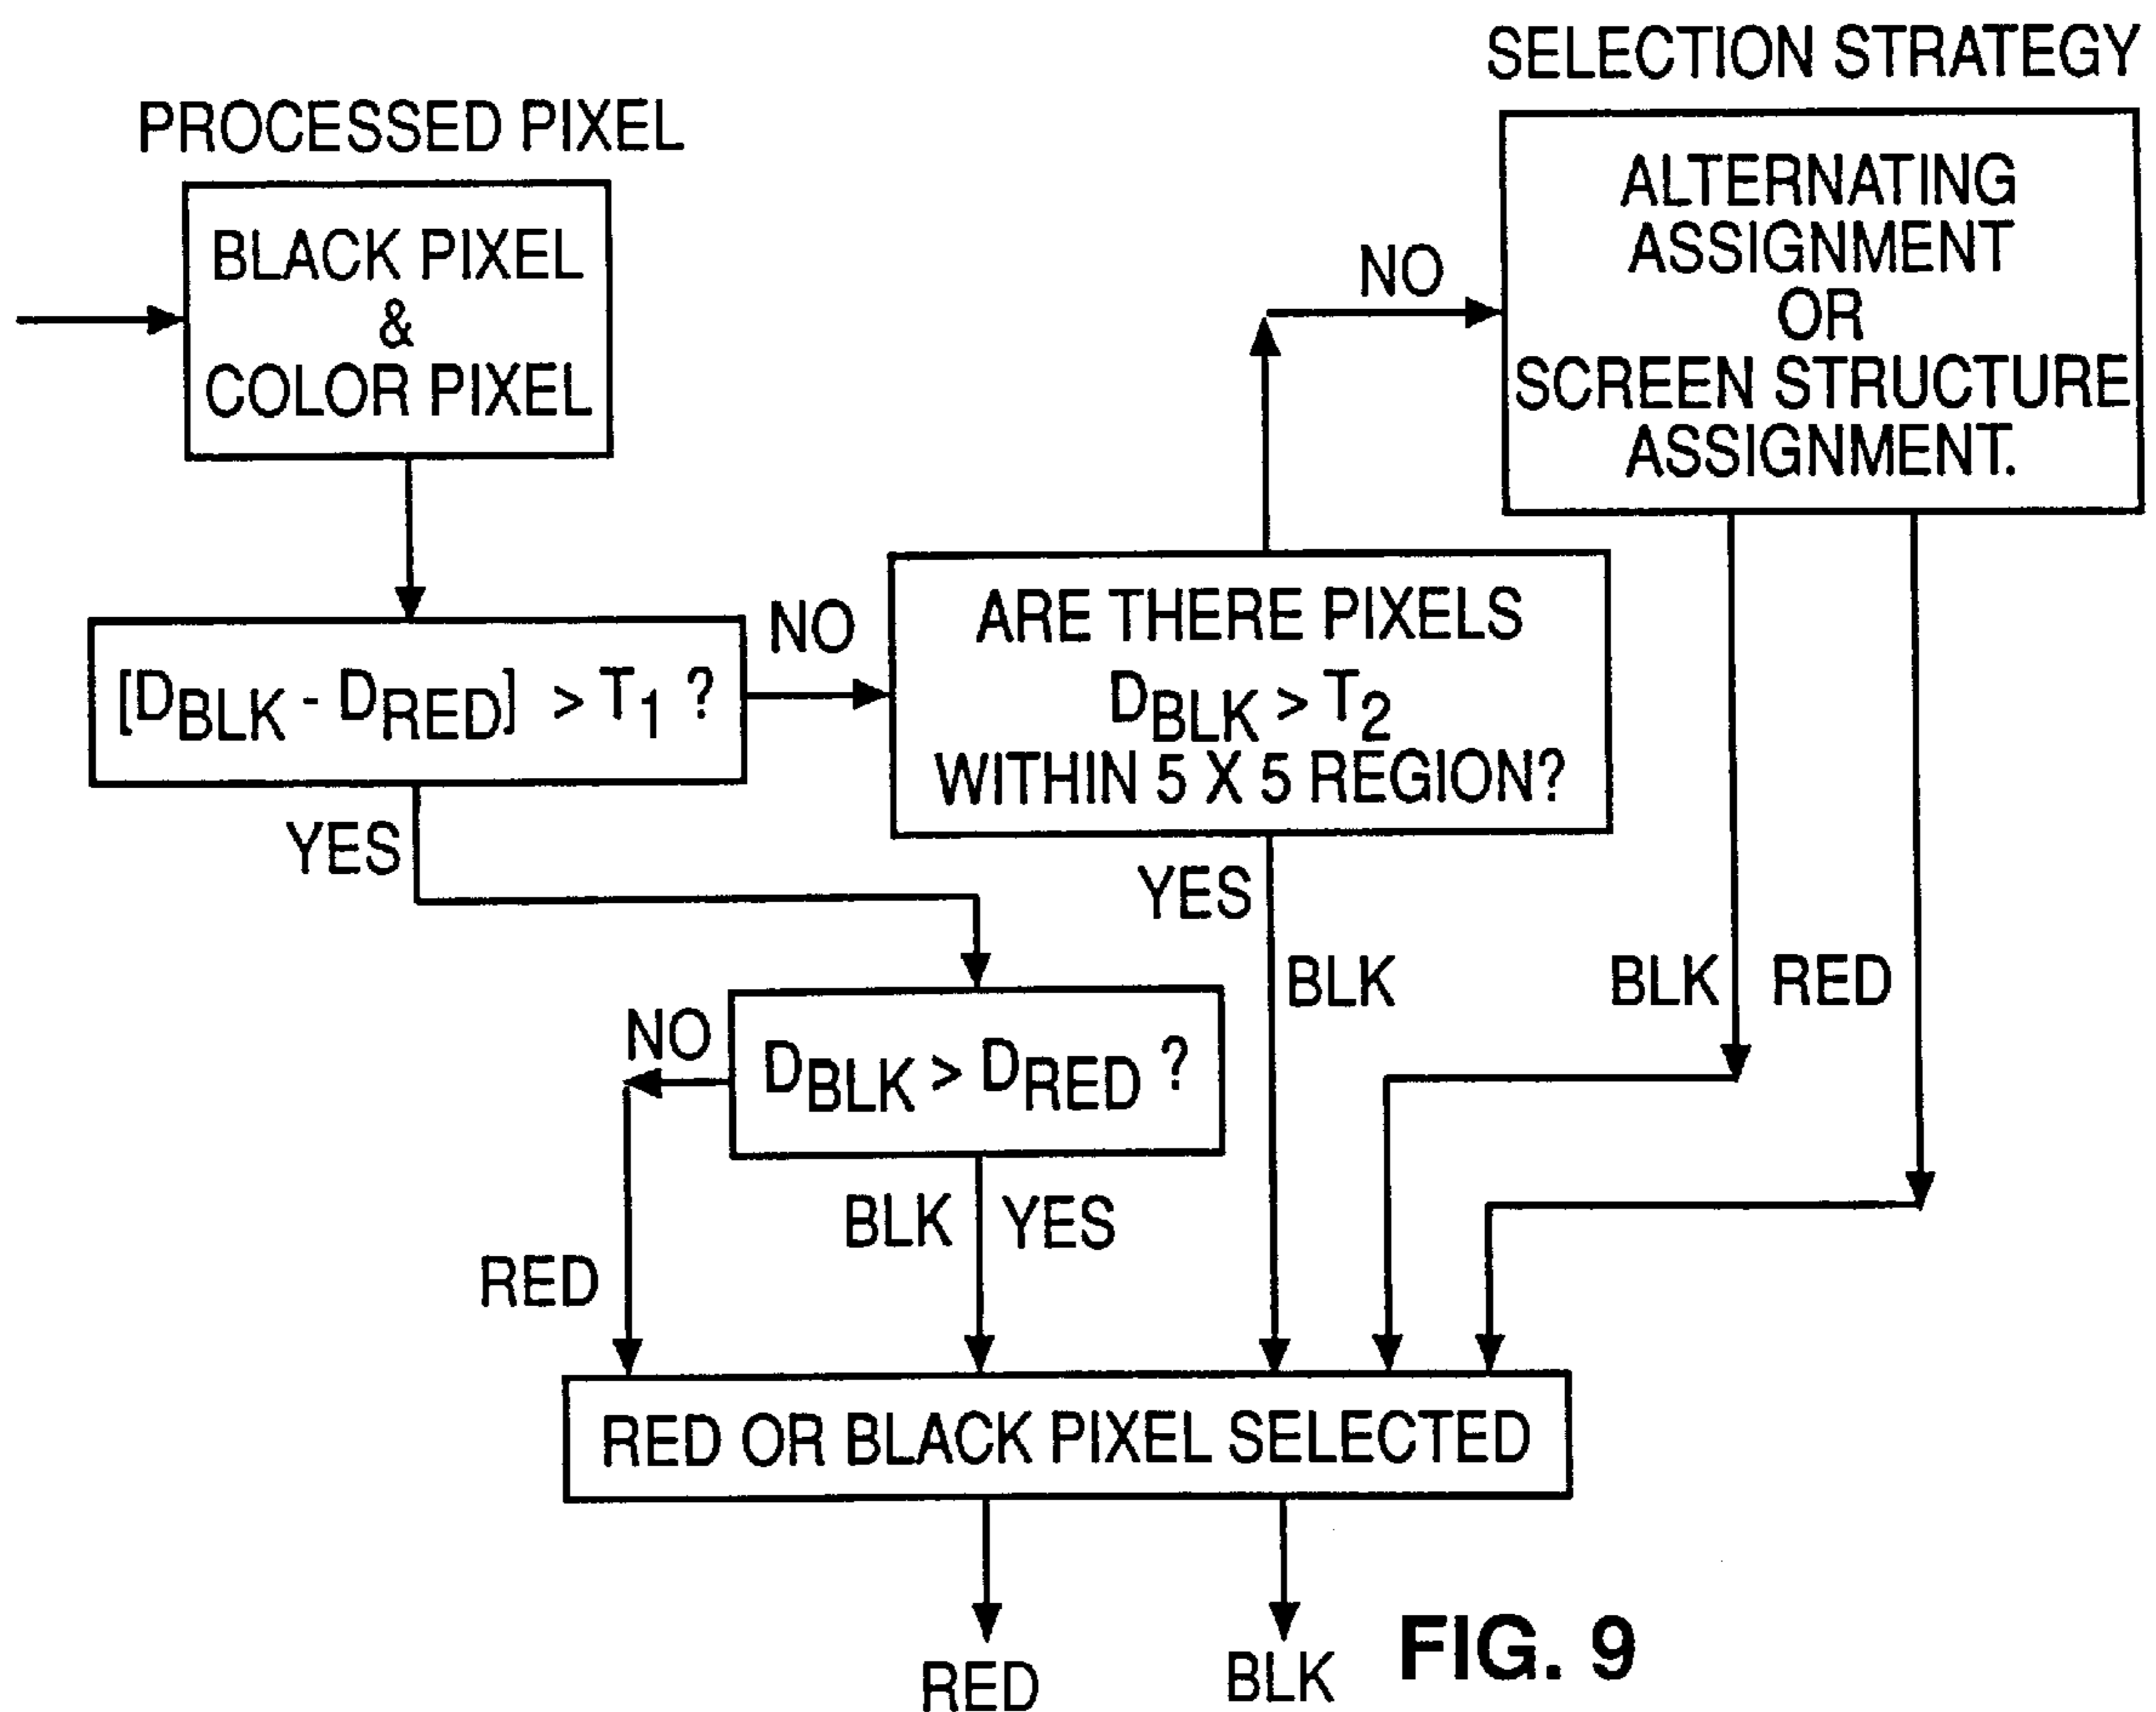 SELECTION STRATEGY
PROCESSED PIXEL
BLACK PIXEL
&
COLOR PIXEL
ALTERNATING
ASSIGNMENT
OR
SCREEN STRUCTURE
ASSIGNMENT.
NO
[DBLK - DRED] > T1 ?
NO
ARE THERE PIXELS
DBLK > T2
WITHIN 5 X 5 REGION?
YES
YES
BLK
BLK
RED
NO
DBLK > DRED ?
BLK
YES
RED
RED OR BLACK PIXEL SELECTED
RED
BLK
FIG. 9